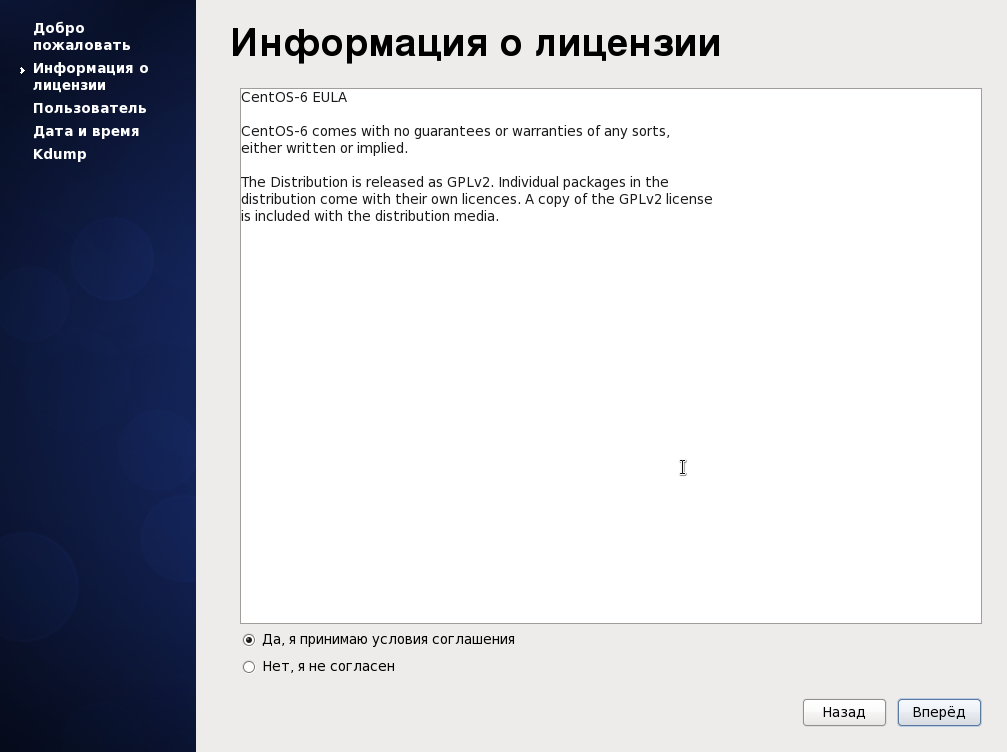 Добро
пожаловать
Информация о
лицензии
Пользователь
Дата и время
Kdump
Информация о лицензии
CentOS-6 EULA
CentOS-6 comes with no guarantees or warranties of any sorts,
either written or implied.
The Distribution is released as GPLv2. Individual packages in the
distribution come with their own licences. A copy of the GPLv2 license
is included with the distribution media.
Да, я принимаю условия соглашения
Нет, я не согласен
Назад
Вперёд